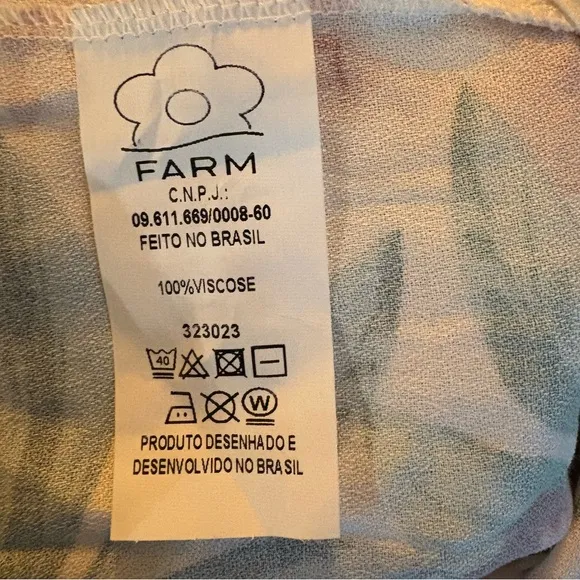 FARM
C.N.P.J.:
09.611.669/0008-60
FEITO NO BRASIL
100%VISCOSE
323023
40
W
PRODUTO DESENHADO E
DESENVOLVIDO NO BRASIL